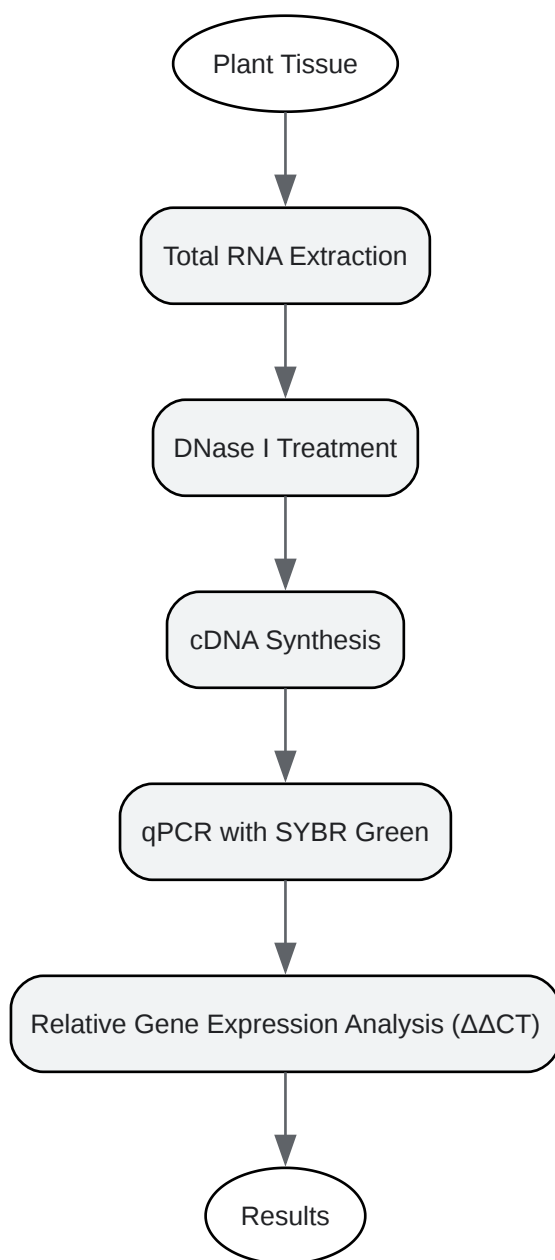 Plant Tissue
Total RNA Extraction
DNase I Treatment
cDNA Synthesis
qPCR with SYBR Green
Relative Gene Expression Analysis (ΔΔCT)
Results